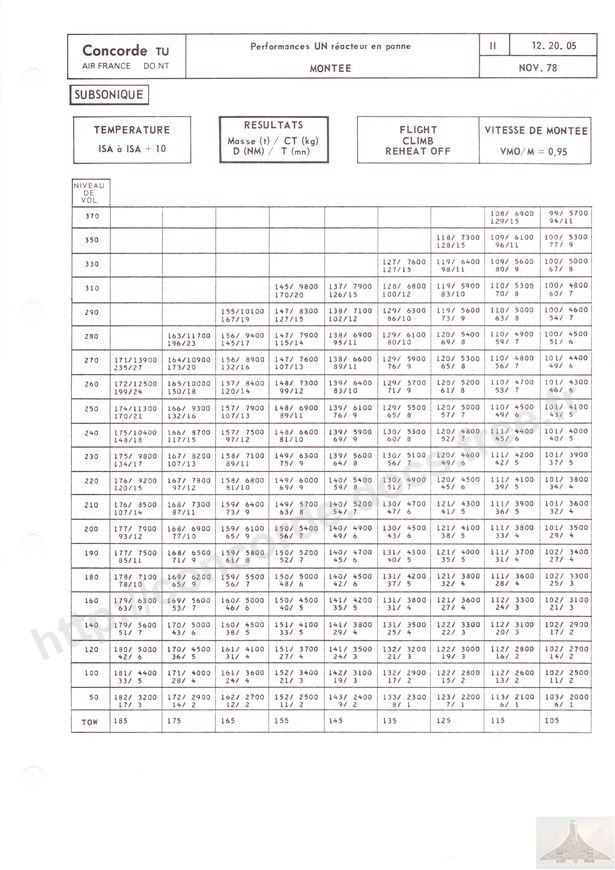 Concorde TU
AIR FRANCE DO.NT
Performances UN réacteur en panne
MONTEE
II
12. 20. 05
NOV. 78
SUBSONIQUE
TEMPERATURE
ISA à ISA + 10
RESULTATS
Masse (t) / CT (kg)
D (NM) / T (mn)
FLIGHT
CLIMB
REHEAT OFF
VITESSE DE MONTEE
VMO/M = 0,95
NIVEAU
DE
VOL
370 108/ 6900 99/ 5700
129/15 94/11
350 118/ 7300 109/ 6100 100/ 5300
128/15 96/11 77/ 9
330 127/ 7600 119/ 6400 109/ 5600 100/ 5000
127/15 98/11 80/ 9 67/ 8
310 145/ 9800 137/ 7900 128/ 6800 119/ 5900 110/ 5300 100/ 4800
170/20 126/15 100/12 83/10 70/ 8 60/ 7
290 155/10100 147/ 8300 138/ 7100 129/ 6300 119/ 5600 110/ 5000 100/ 4600
167/19 127/15 102/12 86/10 73/ 9 63/ 8 54/ 7
280 163/11700 156/ 9400 147/ 7900 138/ 6900 129/ 6100 120/ 5400 110/ 4900 100/ 4500
196/23 145/17 115/14 95/11 80/10 69/ 8 59/ 7 51/ 6
270 171/13900 164/10900 156/ 8900 147/ 7600 138/ 6600 129/ 5900 120/ 5300 110/ 4800 101/ 4400
235/27 173/20 132/16 107/13 89/11 76/ 9 65/ 8 56/ 7 49/ 6
260 172/12500 165/10000 157/ 8400 148/ 7300 139/ 6400 129/ 5700 120/ 5200 110/ 4700 101/ 4300
199/24 150/18 120/14 99/12 83/10 71/ 9 61/ 8 53/ 7 46/ 6
250 174/11300 166/ 9300 157/ 7900 148/ 6900 139/ 6100 129/ 5500 120/ 5000 110/ 4500 101/ 4100
170/21 132/16 107/13 89/11 76/ 9 65/ 8 57/ 7 49/ 6 43/ 5
240 175/10400 166/ 8700 157/ 7500 148/ 6600 139/ 5900 130/ 5300 120/ 4800 111/ 4400 101/ 4000
148/18 117/15 97/12 81/10 69/ 9 60/ 8 52/ 7 45/ 6 40/ 5
230 175/ 9800 167/ 8200 158/ 7100 149/ 6300 139/ 5600 130/ 5100 120/ 4600 111/ 4200 101/ 3900
134/17 107/13 89/11 75/ 9 64/ 8 56/ 7 49/ 6 42/ 5 37/ 5
220 176/ 9200 167/ 7800 158/ 6800 149/ 6000 140/ 5400 130/ 4900 121/ 4500 111/ 4100 101/ 3800
120/15 97/12 81/10 69/ 9 59/ 8 51/ 7 45/ 6 39/ 5 34/ 4
210 176/ 8500 168/ 7300 159/ 6400 149/ 5700 140/ 5200 130/ 4700 121/ 4300 111/ 3900 101/ 3600
107/14 87/11 73/ 9 63/ 8 54/ 7 47/ 6 41/ 5 36/ 5 32/ 4
200 177/ 7900 168/ 6900 159/ 6100 150/ 5400 140/ 4900 130/ 4500 121/ 4100 111/ 3800 101/ 3500
93/12 77/10 65/ 9 56/ 7 49/ 6 43/ 6 38/ 5 33/ 4 29/ 4
190 177/ 7500 168/ 6500 159/ 5800 150/ 5200 140/ 4700 131/ 4300 121/ 4000 111/ 3700 102/ 3400
85/11 71/ 9 61/ 8 52/ 7 45/ 6 40/ 5 35/ 5 31/ 4 27/ 4
180 178/ 7100 169/ 6200 159/ 5500 150/ 5000 140/ 4500 131/ 4200 121/ 3800 111/ 3600 102/ 3300
78/10 65/ 9 56/ 7 48/ 6 42/ 6 37/ 5 32/ 4 28/ 4 25/ 3
160 179/ 6300 169/ 5600 160/ 5000 150/ 4500 141/ 4200 131/ 3800 121/ 3600 112/ 3300 102/ 3100
63/ 8 53/ 7 46/ 6 40/ 5 35/ 5 31/ 4 27/ 4 24/ 3 21/ 3
140 179/ 5600 170/ 5000 160/ 4500 151/ 4100 141/ 3800 131/ 3500 122/ 3300 112/ 3100 102/ 2900
51/ 7 43/ 6 38/ 5 33/ 5 29/ 4 25/ 4 22/ 3 20/ 3 17/ 2
120 180/ 5000 170/ 4500 161/ 4100 151/ 3700 141/ 3500 131/ 3200 122/ 3000 112/ 2800 102/ 2700
42/ 6 36/ 5 31/ 4 27/ 4 24/ 3 21/ 3 19/ 3 16/ 2 14/ 2
100 181/ 4400 171/ 4000 161/ 3600 152/ 3400 142/ 3100 132/ 2900 122/ 2800 112/ 2600 102/ 2500
33/ 5 28/ 4 24/ 4 21/ 3 19/ 3 17/ 2 15/ 2 13/ 2 11/ 2
50 182/ 3200 172/ 2900 162/ 2700 152/ 2500 143/ 2400 133/ 2300 123/ 2200 113/ 2100 103/ 2000
17/ 3 14/ 2 12/ 2 11/ 2 9/ 2 8/ 1 7/ 1 6/ 1 6/ 1
TOW 185 175 165 155 145 135 125 115 105
http://concorde.docs.free.fr